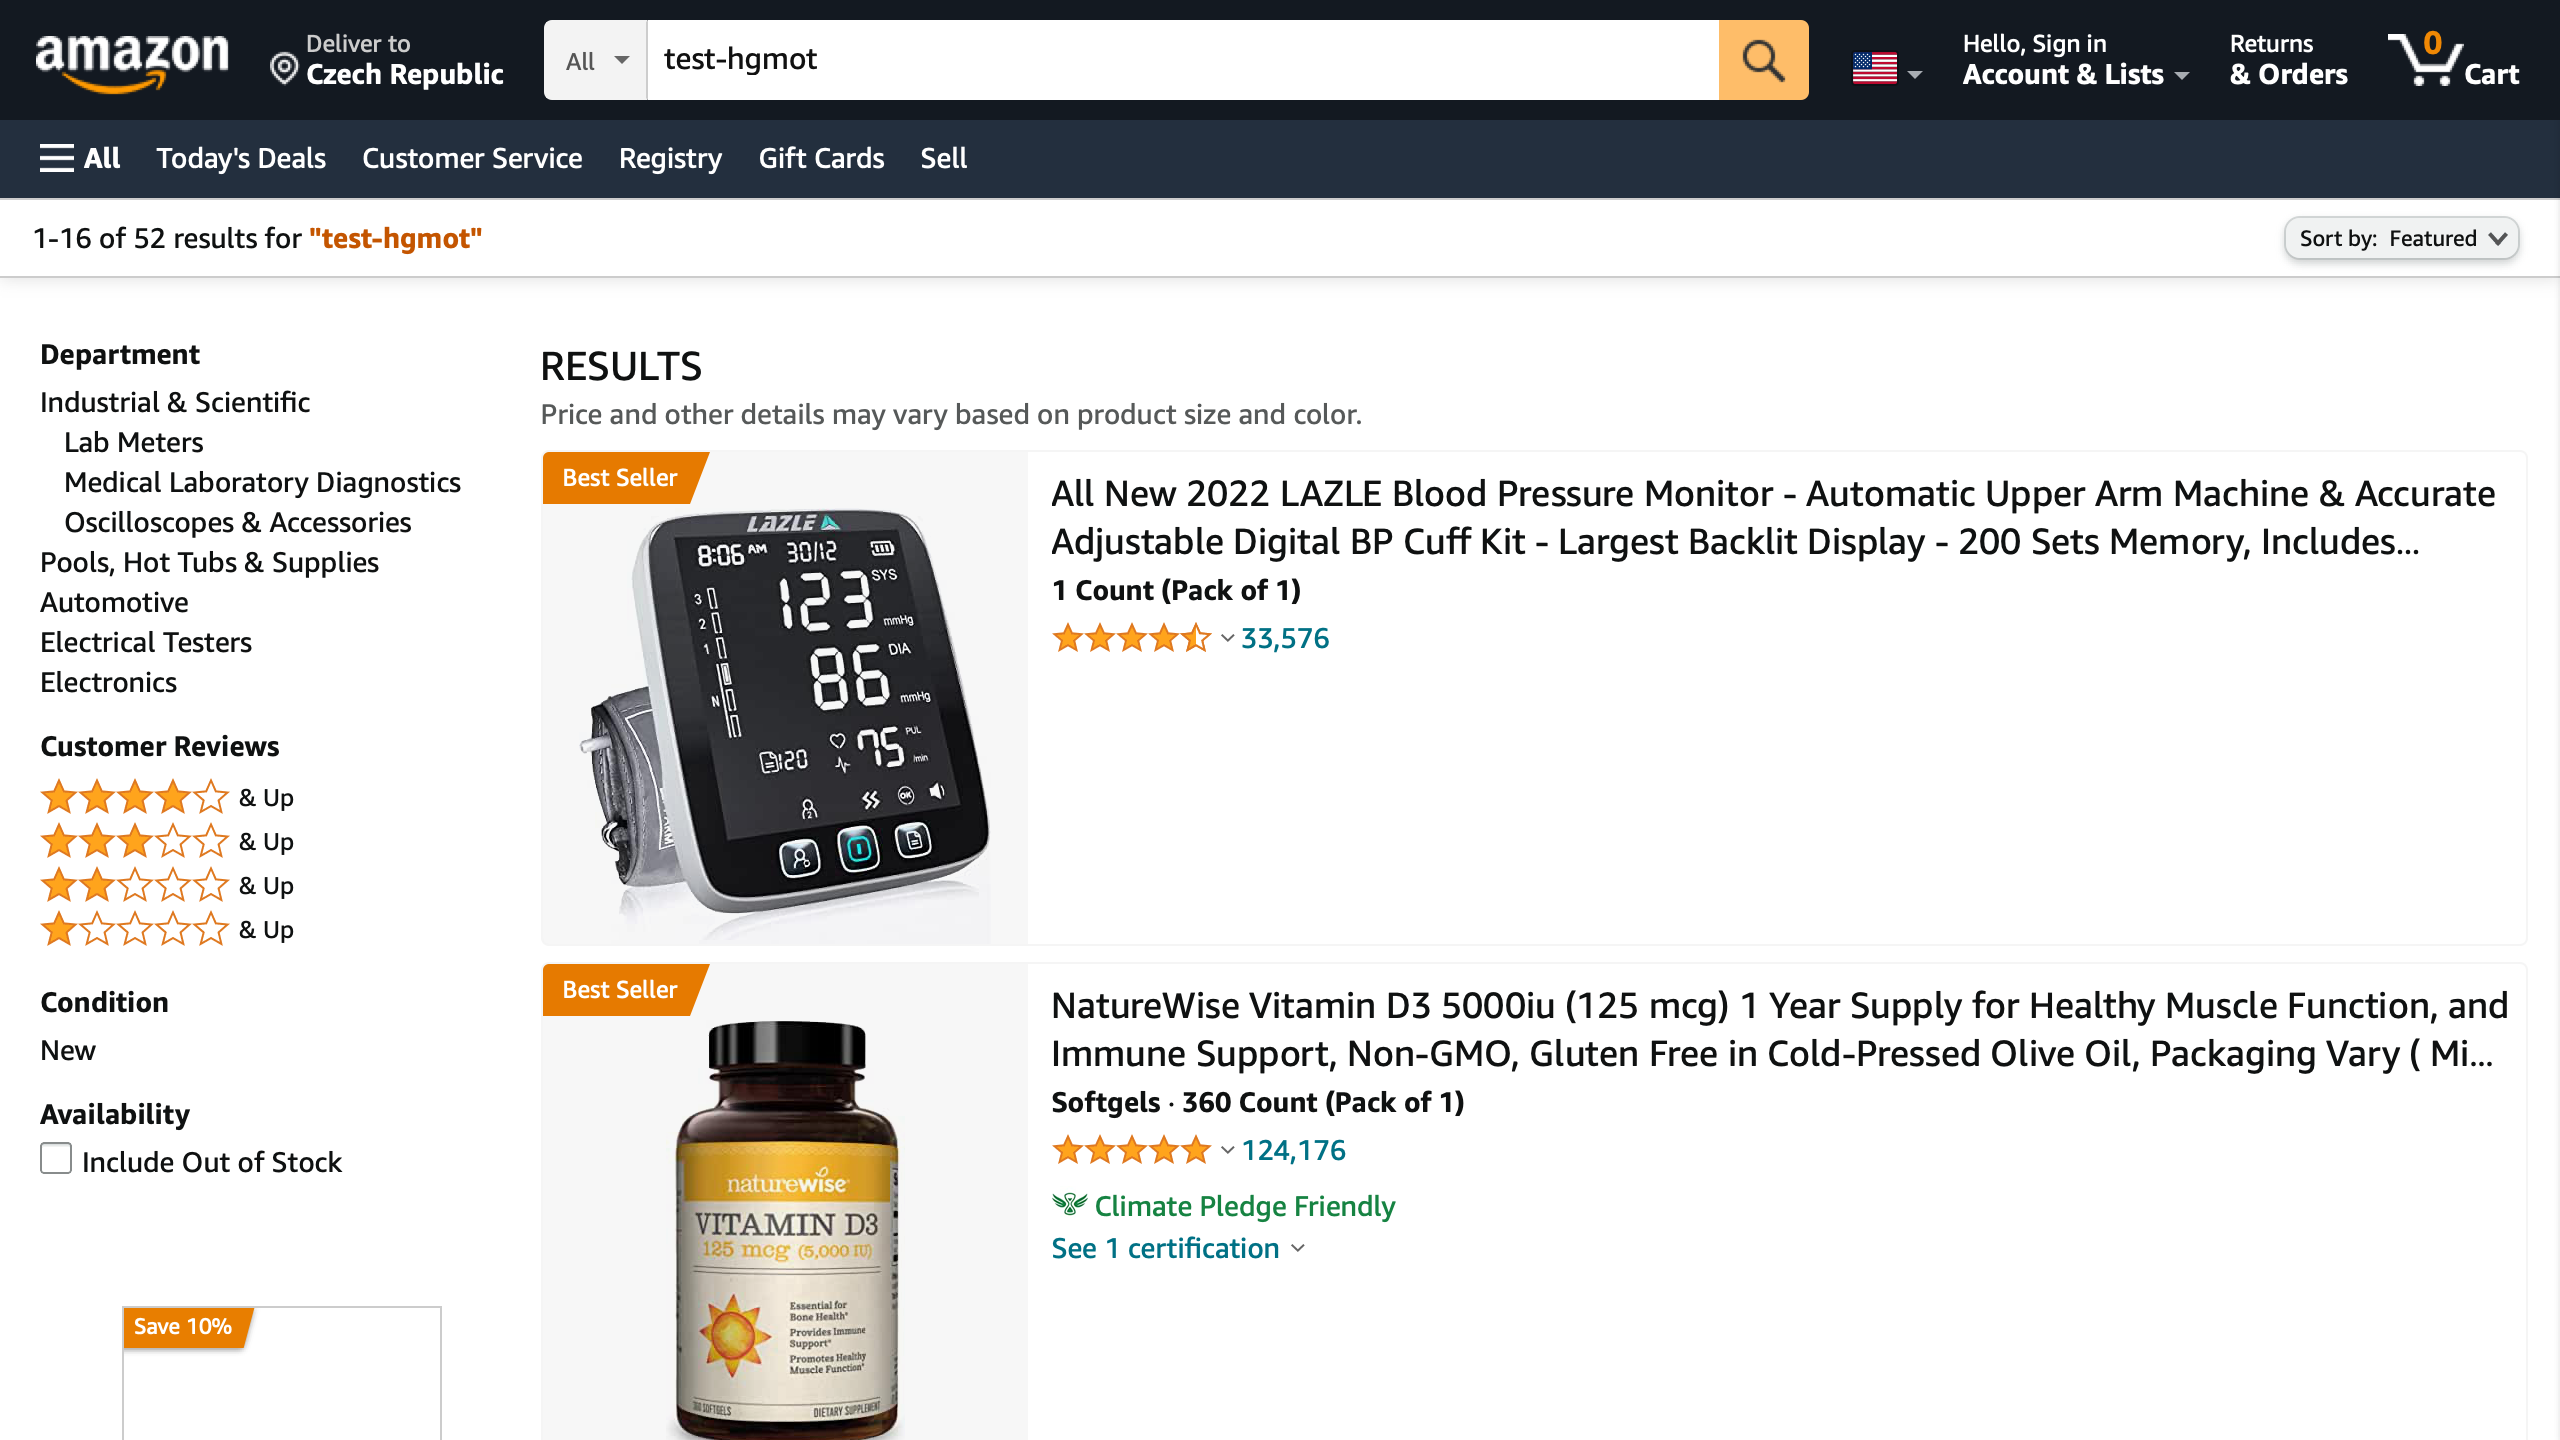 amazon
Deliver to
Czech Republic
All
test-hgmot
Hello, Sign in
Account & Lists
Returns
& Orders
0
Cart
All
Today's Deals
Customer Service
Registry
Gift Cards
Sell
1-16 of 52 results for "test-hgmot"
Sort by: Featured
Department
Industrial & Scientific
Lab Meters
Medical Laboratory Diagnostics
Oscilloscopes & Accessories
Pools, Hot Tubs & Supplies
Automotive
Electrical Testers
Electronics
Customer Reviews
& Up
& Up
& Up
& Up
Condition
New
Availability
Include Out of Stock
Save 10%
RESULTS
Price and other details may vary based on product size and color.
Best Seller
LAZLE
8:06 AM 30/12
123 SYS
mmHg
3
2
1
N
86 DIA
mmHg
120
75 PUL
/min
2
OK
All New 2022 LAZLE Blood Pressure Monitor - Automatic Upper Arm Machine & Accurate
Adjustable Digital BP Cuff Kit - Largest Backlit Display - 200 Sets Memory, Includes...
1 Count (Pack of 1)
33,576
Best Seller
naturewise
VITAMIN D3
125 mcg (5,000 IU)
Essential for
Bone Health*
Provides Immune
Support*
Promotes Healthy
Muscle Function*
360 SOFTGELS
DIETARY SUPPLEMENT
NatureWise Vitamin D3 5000iu (125 mcg) 1 Year Supply for Healthy Muscle Function, and
Immune Support, Non-GMO, Gluten Free in Cold-Pressed Olive Oil, Packaging Vary ( Mi...
Softgels · 360 Count (Pack of 1)
124,176
Climate Pledge Friendly
See 1 certification